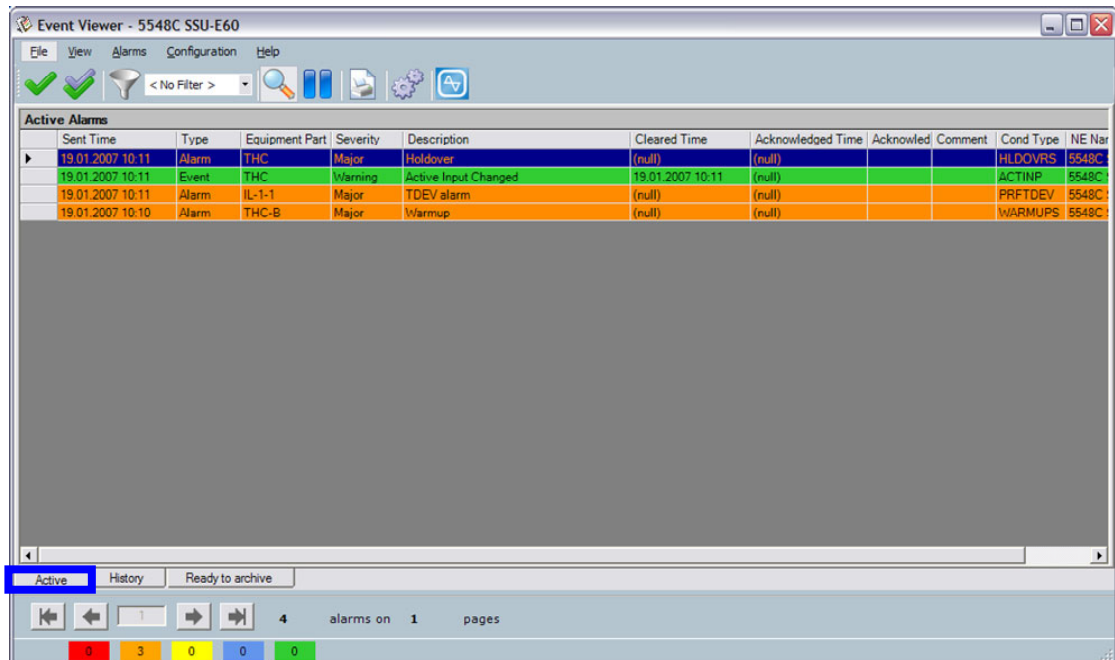 Event Viewer - 5548C SSU-E60
File View Alarms Configuration Help
< No Filter >
Active Alarms
Sent Time Type Equipment Part Severity Description Cleared Time Acknowledged Time Acknowled Comment Cond Type NE Nar
19.01.2007 10:11 Alarm THC Major Holdover (null) (null) HLDOVRS 5548C
19.01.2007 10:11 Event THC Warning Active Input Changed 19.01.2007 10:11 (null) ACTINP 5548C
19.01.2007 10:11 Alarm IL-1-1 Major TDEV alarm (null) (null) PRFTDEV 5548C
19.01.2007 10:10 Alarm THC-B Major Warmup (null) (null) WARMUPS 5548C
Active History Ready to archive
1 4 alarms on 1 pages
0 3 0 0 0